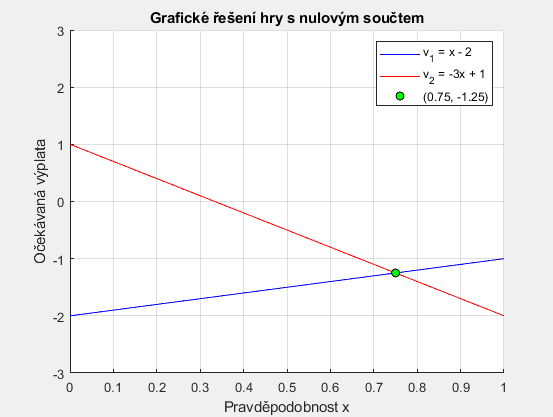 Grafické řešení hry s nulovým součtem
v1 = x - 2
v2 = -3x + 1
(0.75, -1.25)
Očekávaná výplata
3
2
1
0
-1
-2
-3
0 0.1 0.2 0.3 0.4 0.5 0.6 0.7 0.8 0.9 1
Pravděpodobnost x